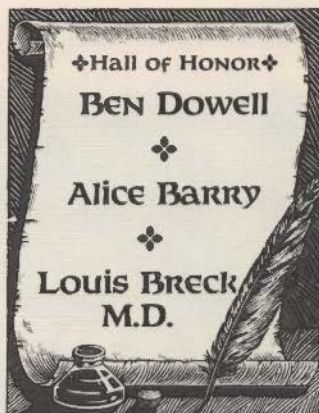 ✤Hall of Honor✤
Ben Dowell
✤
Alice Barry
✤
Louis Breck
M.D.